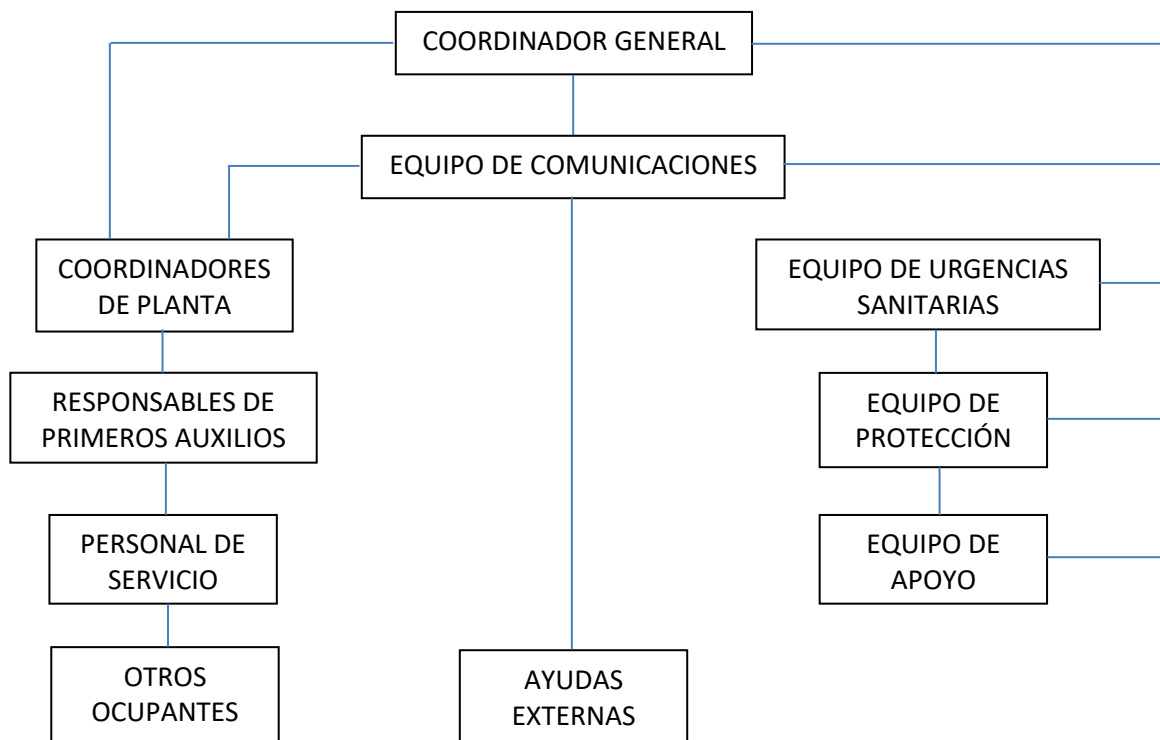 COORDINADOR GENERAL
EQUIPO DE COMUNICACIONES
COORDINADORES
DE PLANTA
EQUIPO DE URGENCIAS
SANITARIAS
RESPONSABLES DE
PRIMEROS AUXILIOS
EQUIPO DE
PROTECCIÓN
PERSONAL DE
SERVICIO
EQUIPO DE
APOYO
OTROS
OCUPANTES
AYUDAS
EXTERNAS